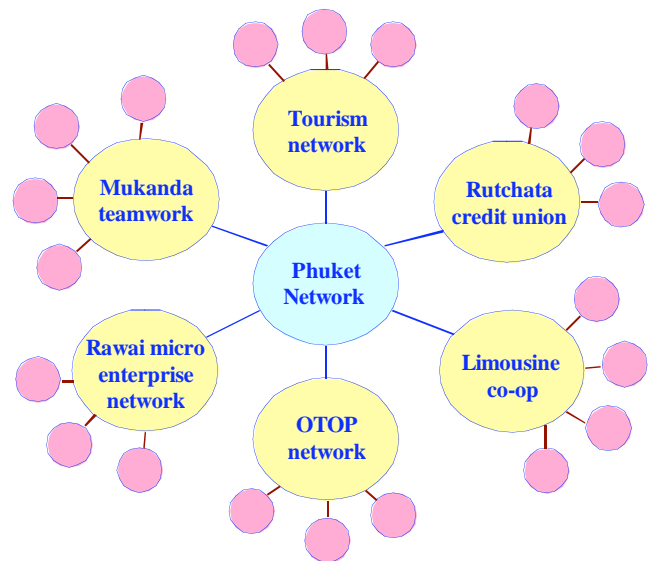 Tourism
network
Mukanda
teamwork
Rutchata
credit union
Phuket
Network
Rawai micro
enterprise
network
Limousine
co-op
OTOP
network